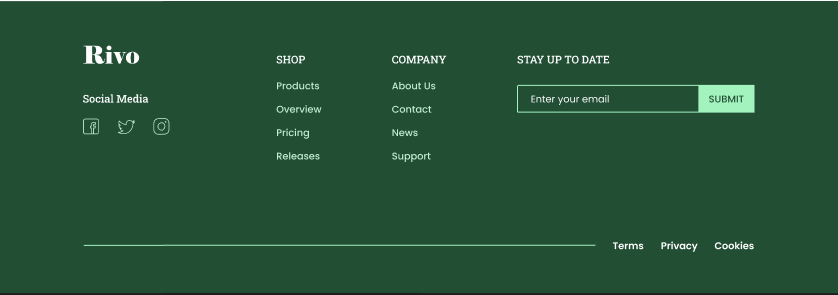 Rivo
Social Media
SHOP
Products
Overview
Pricing
Releases
COMPANY
About Us
Contact
News
Support
STAY UP TO DATE
Enter your email SUBMIT
Terms Privacy Cookies